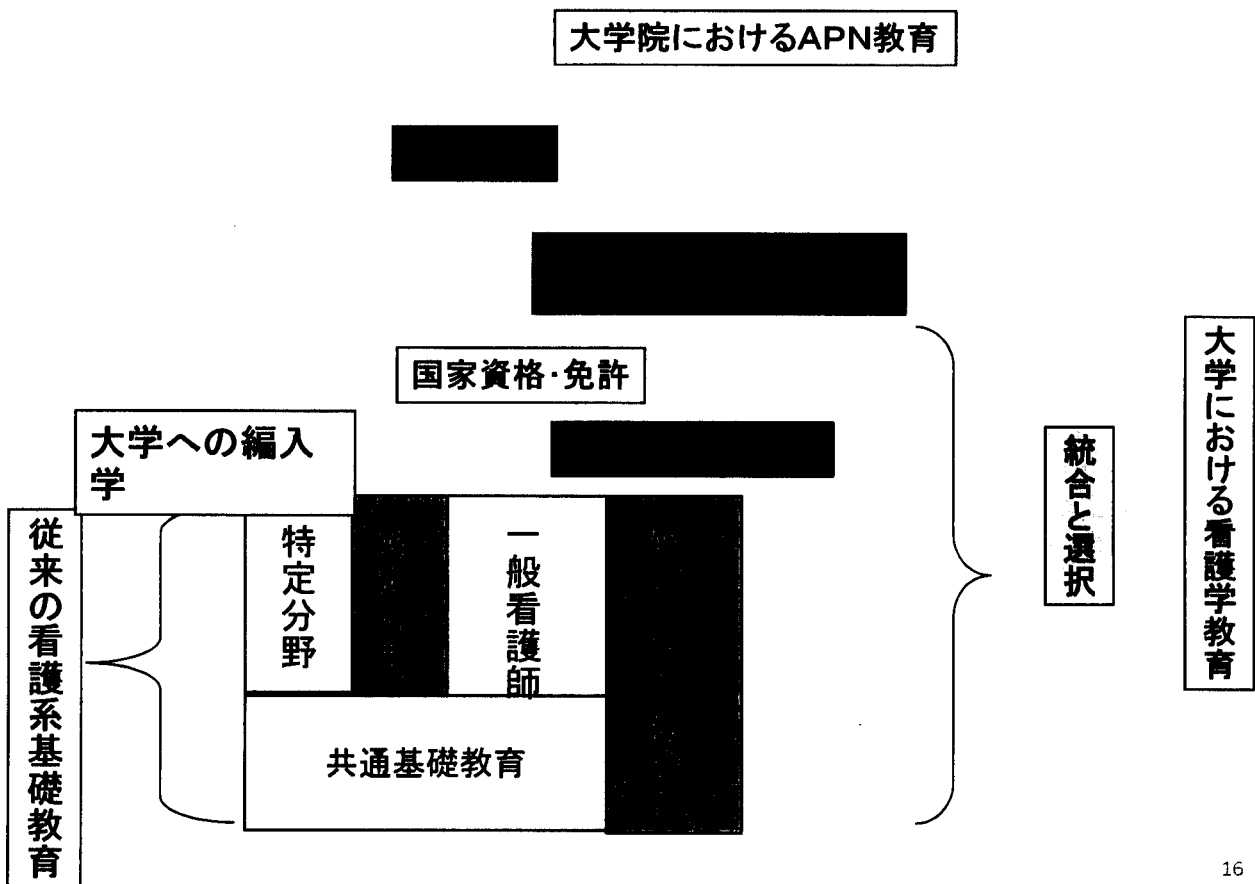 大学院におけるAPN教育
国家資格・免許
大学への編入
学
従来の看護系基礎教育
特定分野
一般看護師
共通基礎教育
統合と選択
大学における看護学教育
16